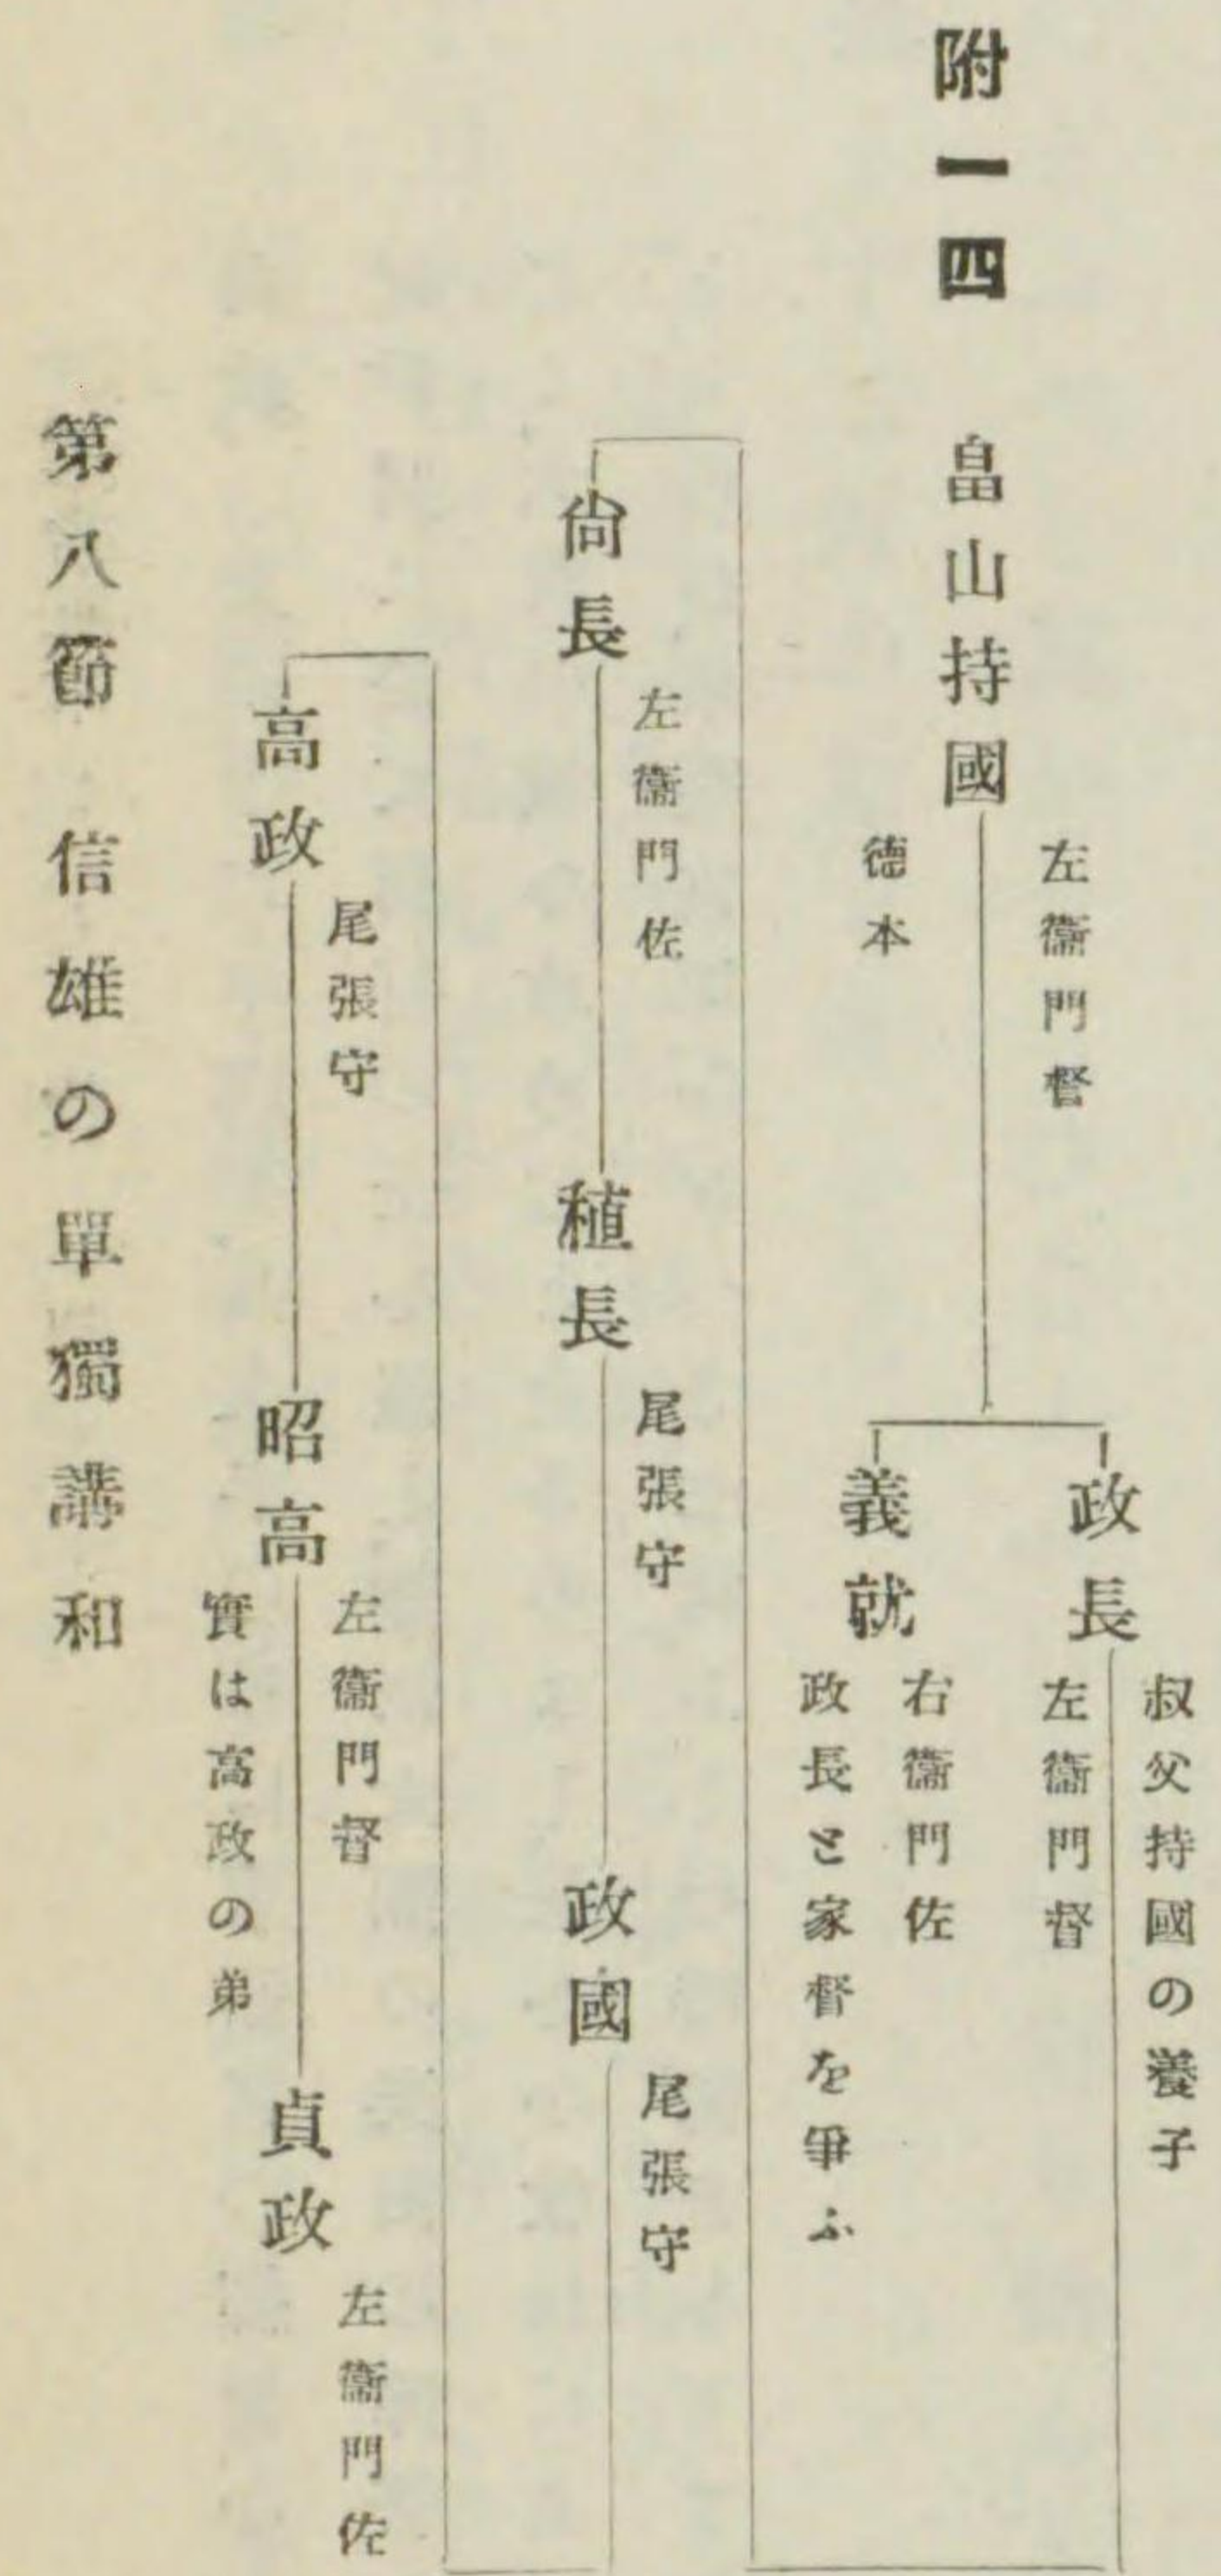 附一四
畠山持國
左衞門督
德本
政長
叔父持國の養子
左衞門督
義就
右衞門佐
政長と家督を爭ふ
尙長
左衞門佐
稙長
尾張守
政國
尾張守
高政
尾張守
昭高
左衞門督
實は高政の弟
貞政
左衞門佐
第八節 信雄の單獨講和